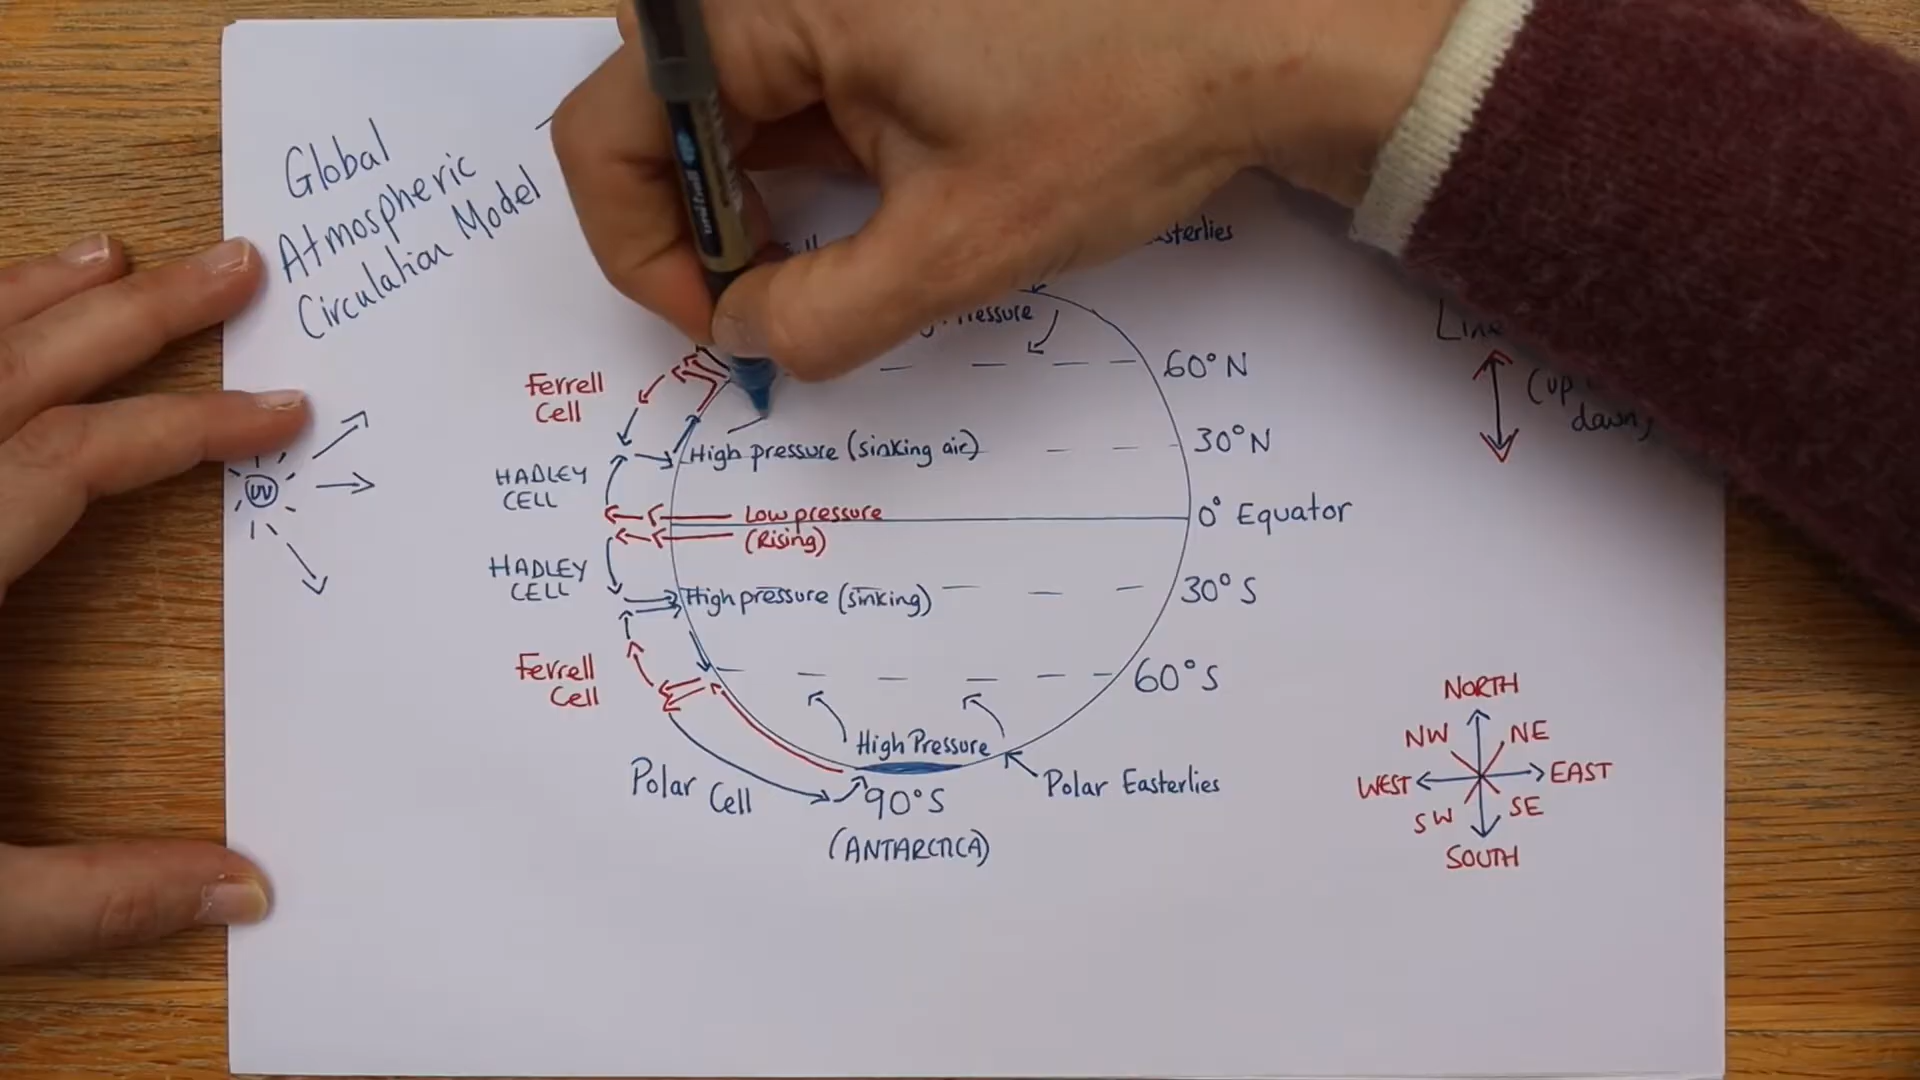 Global
Atmospheric
Circulation Model
60°N
Ferrell
Cell
High pressure (sinking air)
30°N
HADLEY
CELL
Low pressure
(Rising)
0° Equator
HADLEY
CELL
High pressure (sinking)
30°S
Ferrell
Cell
60°S
High Pressure
Polar Cell
90°S
(ANTARCTICA)
Polar Easterlies
UV
NORTH
NW
NE
WEST
EAST
SW
SE
SOUTH
(up
down)